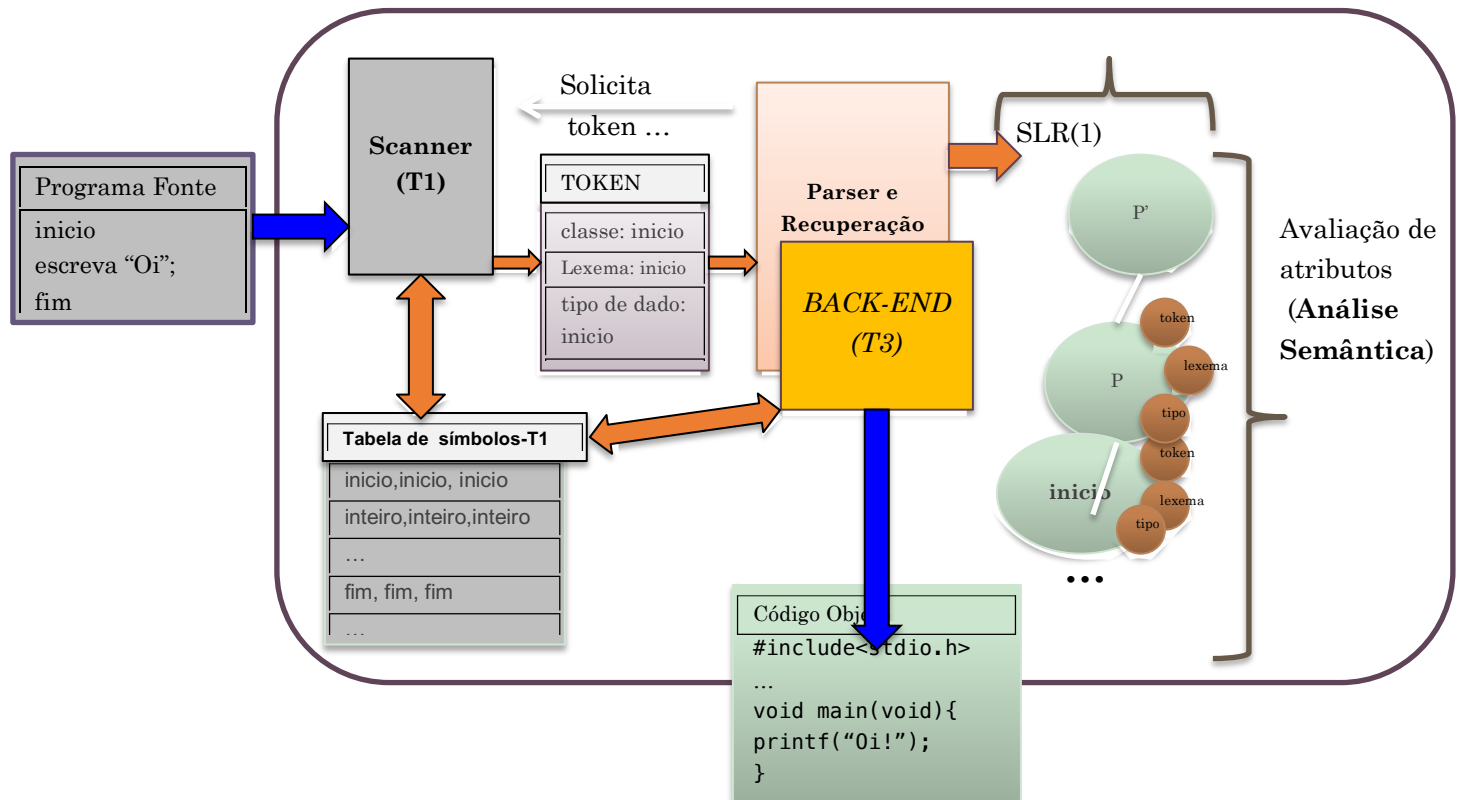 Programa Fonte
inicio
escreva “Oi”;
fim
Scanner
(T1)
Solicita
token ...
TOKEN
classe: inicio
Lexema: inicio
tipo de dado:
inicio
Parser e
Recuperação
BACK-END
(T3)
SLR(1)
P'
P
token
lexema
tipo
inicio
token
lexema
tipo
...
Avaliação de
atributos
(Análise
Semântica)
Tabela de símbolos-T1
inicio,inicio, inicio
inteiro,inteiro,inteiro
...
fim, fim, fim
...
Código
#include<stdio.h>
...
void main(void){
printf(“Oi!”);
}